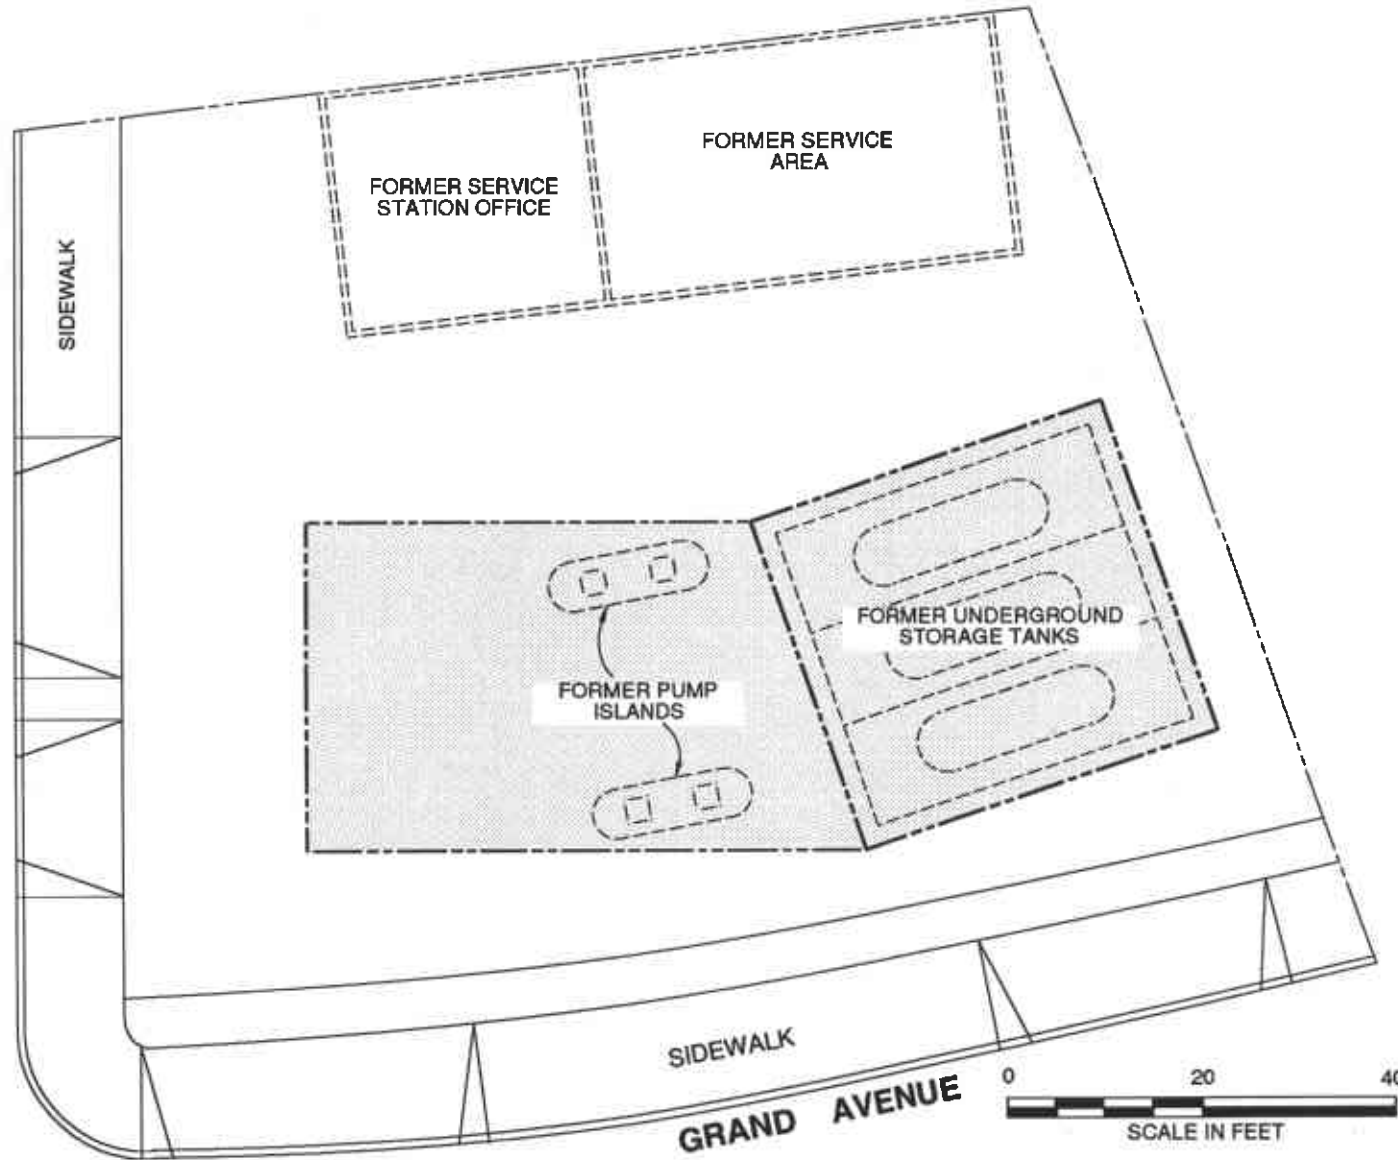 FORMER SERVICE
AREA
FORMER SERVICE
STATION OFFICE
SIDEWALK
FORMER UNDERGROUND
STORAGE TANKS
FORMER PUMP
ISLANDS
SIDEWALK
GRAND AVENUE
0 20 40
SCALE IN FEET